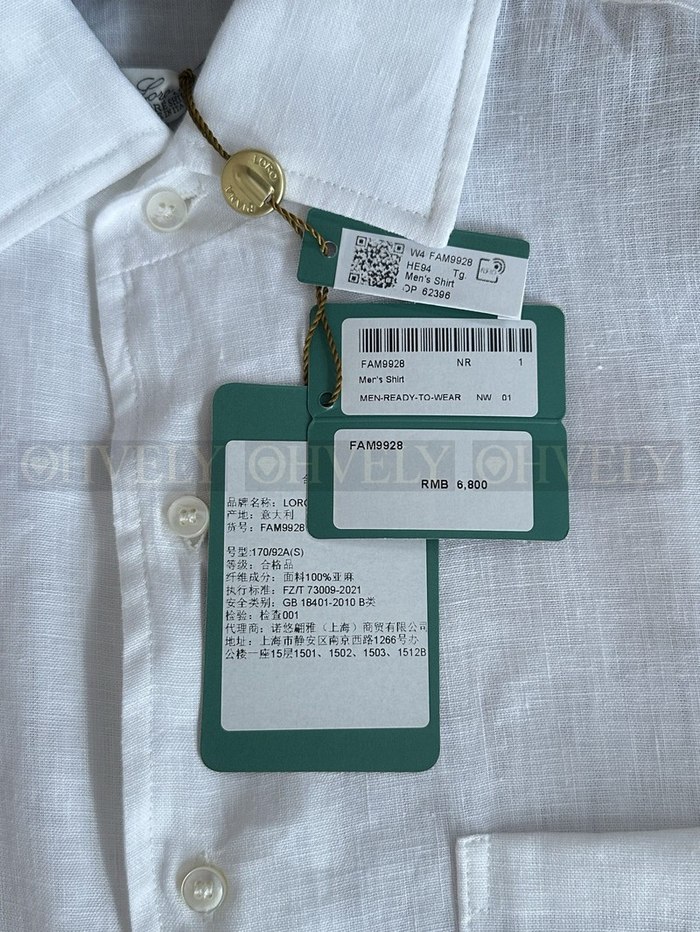 Loro
LORO
W4 FAM9928
HE94 Tg.
Men's Shirt
OP 62396
FAM9928 NR 1
Men's Shirt
MEN-READY-TO-WEAR NW 01
FAM9928
RMB 6,800
OHVELY OHVELY OHVELY
品牌名称：LORO
产地：意大利
货号：FAM9928
号型:170/92A(S)
等级：合格品
纤维成分：面料100%亚麻
执行标准：FZ/T 73009-2021
安全类别：GB 18401-2010 B类
检验：检查001
代理商：诺悠翩雅（上海）商贸有限公司
地址：上海市静安区南京西路1266号办
公楼一座15层1501、1502、1503、1512B